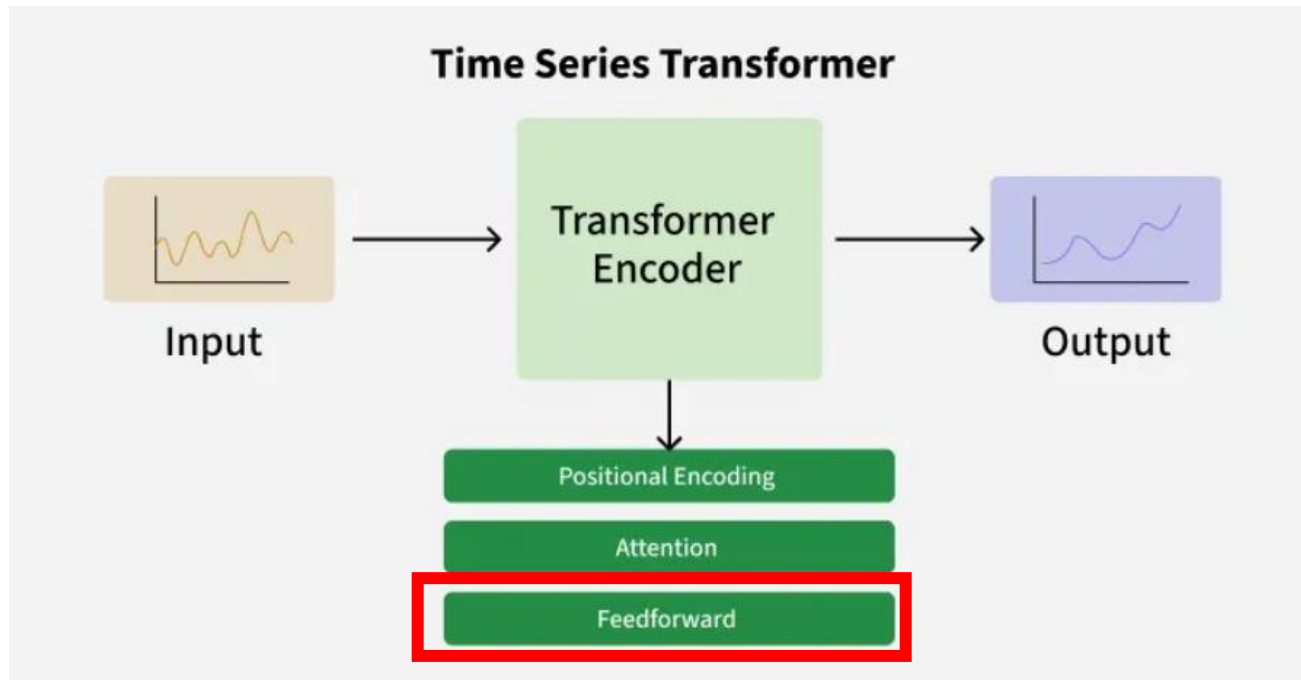 Time Series Transformer
Transformer
Encoder
Input
Output
Positional Encoding
Attention
Feedforward